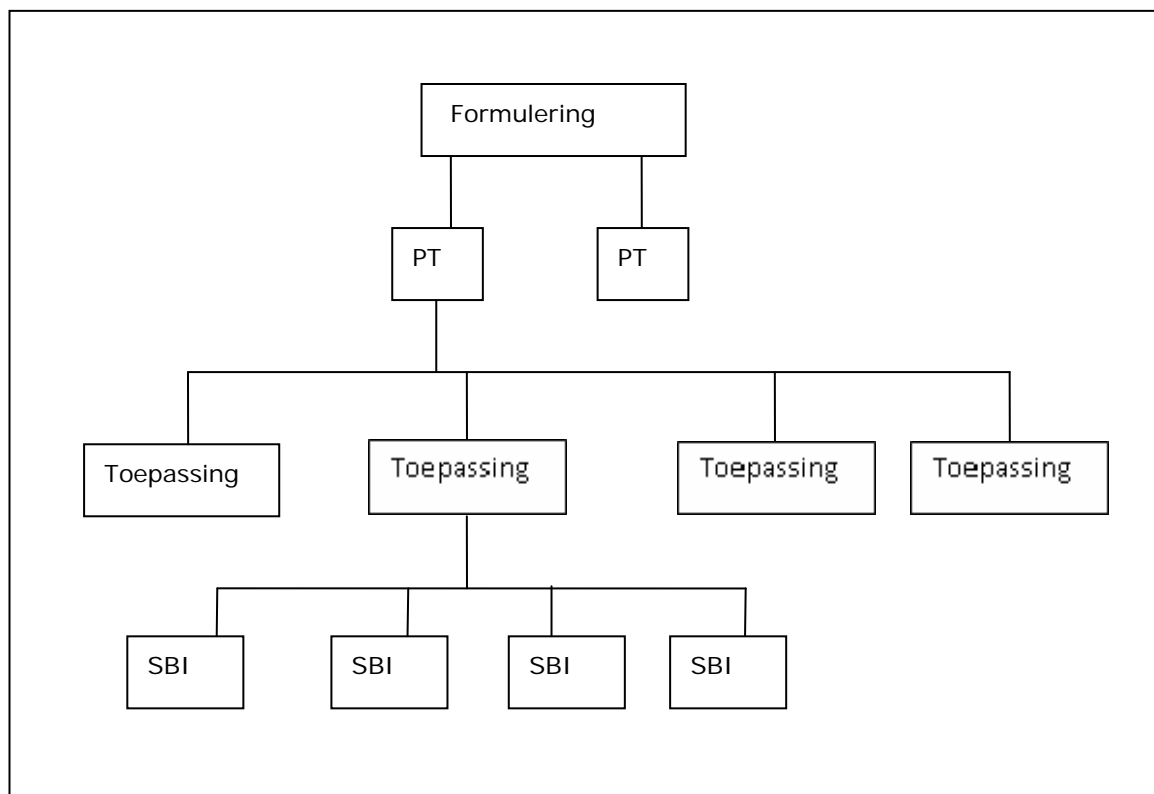 Formulering
PT
PT
Toepassing
Toepassing
Toepassing
Toepassing
SBI
SBI
SBI
SBI